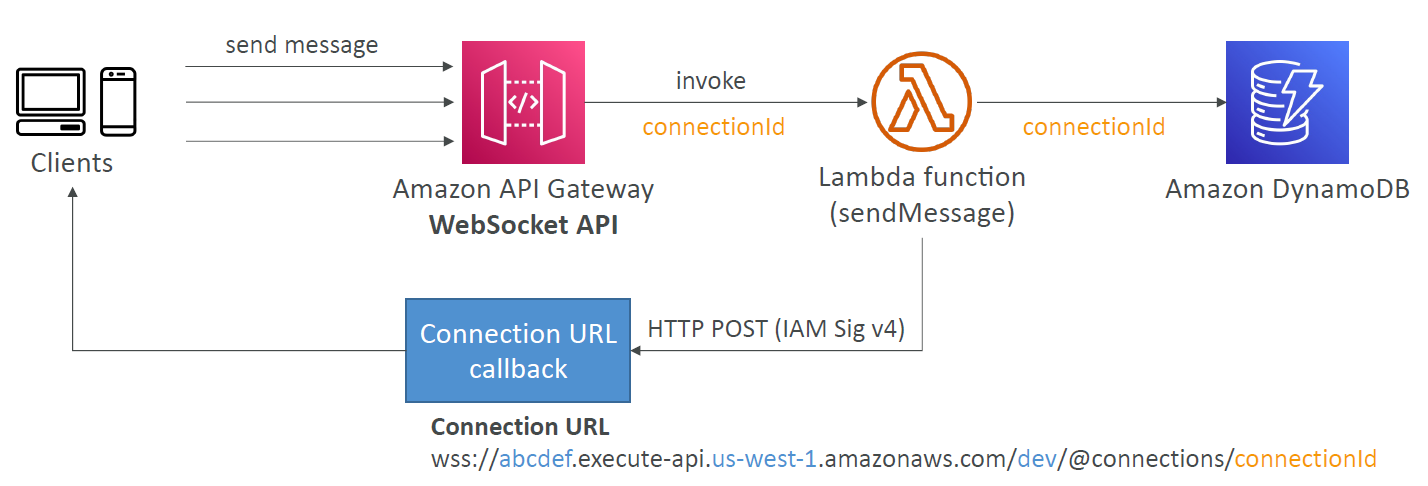 send message
invoke
connectionId
connectionId
Clients
Amazon API Gateway
WebSocket API
Lambda function
(sendMessage)
Amazon DynamoDB
HTTP POST (IAM Sig v4)
Connection URL
callback
Connection URL
wss://abcdef.execute-api.us-west-1.amazonaws.com/dev/@connections/connectionId